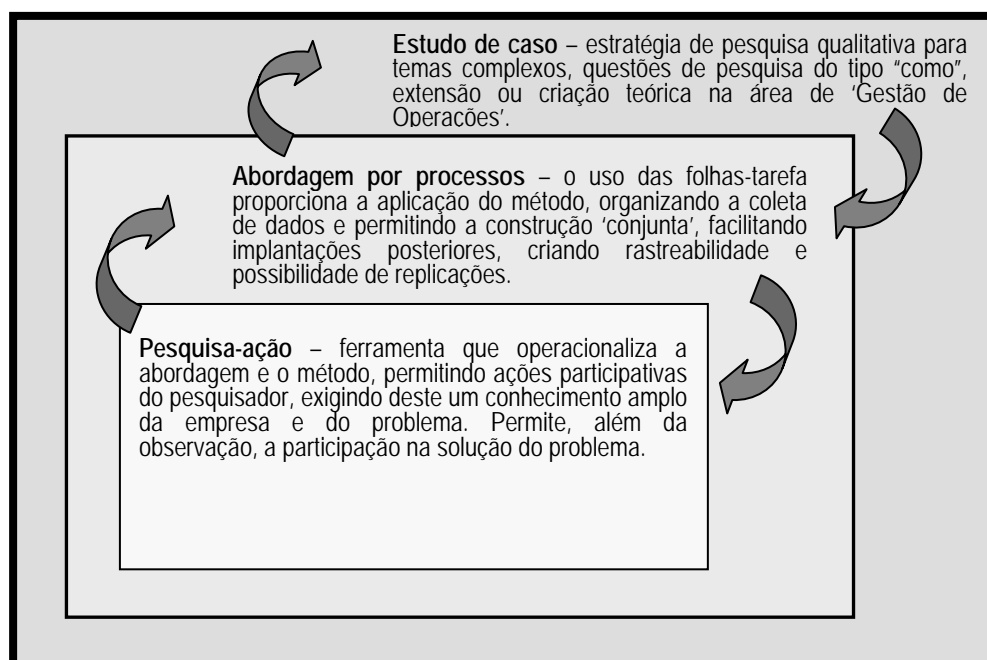 Estudo de caso – estratégia de pesquisa qualitativa para
temas complexos, questões de pesquisa do tipo “como”,
extensão ou criação teórica na área de ‘Gestão de
Operações’.
Abordagem por processos – o uso das folhas-tarefa
proporciona a aplicação do método, organizando a coleta
de dados e permitindo a construção ‘conjunta’, facilitando
implantações posteriores, criando rastreabilidade e
possibilidade de replicações.
Pesquisa-ação – ferramenta que operacionaliza a
abordagem e o método, permitindo ações participativas
do pesquisador, exigindo deste um conhecimento amplo
da empresa e do problema. Permite, além da
observação, a participação na solução do problema.